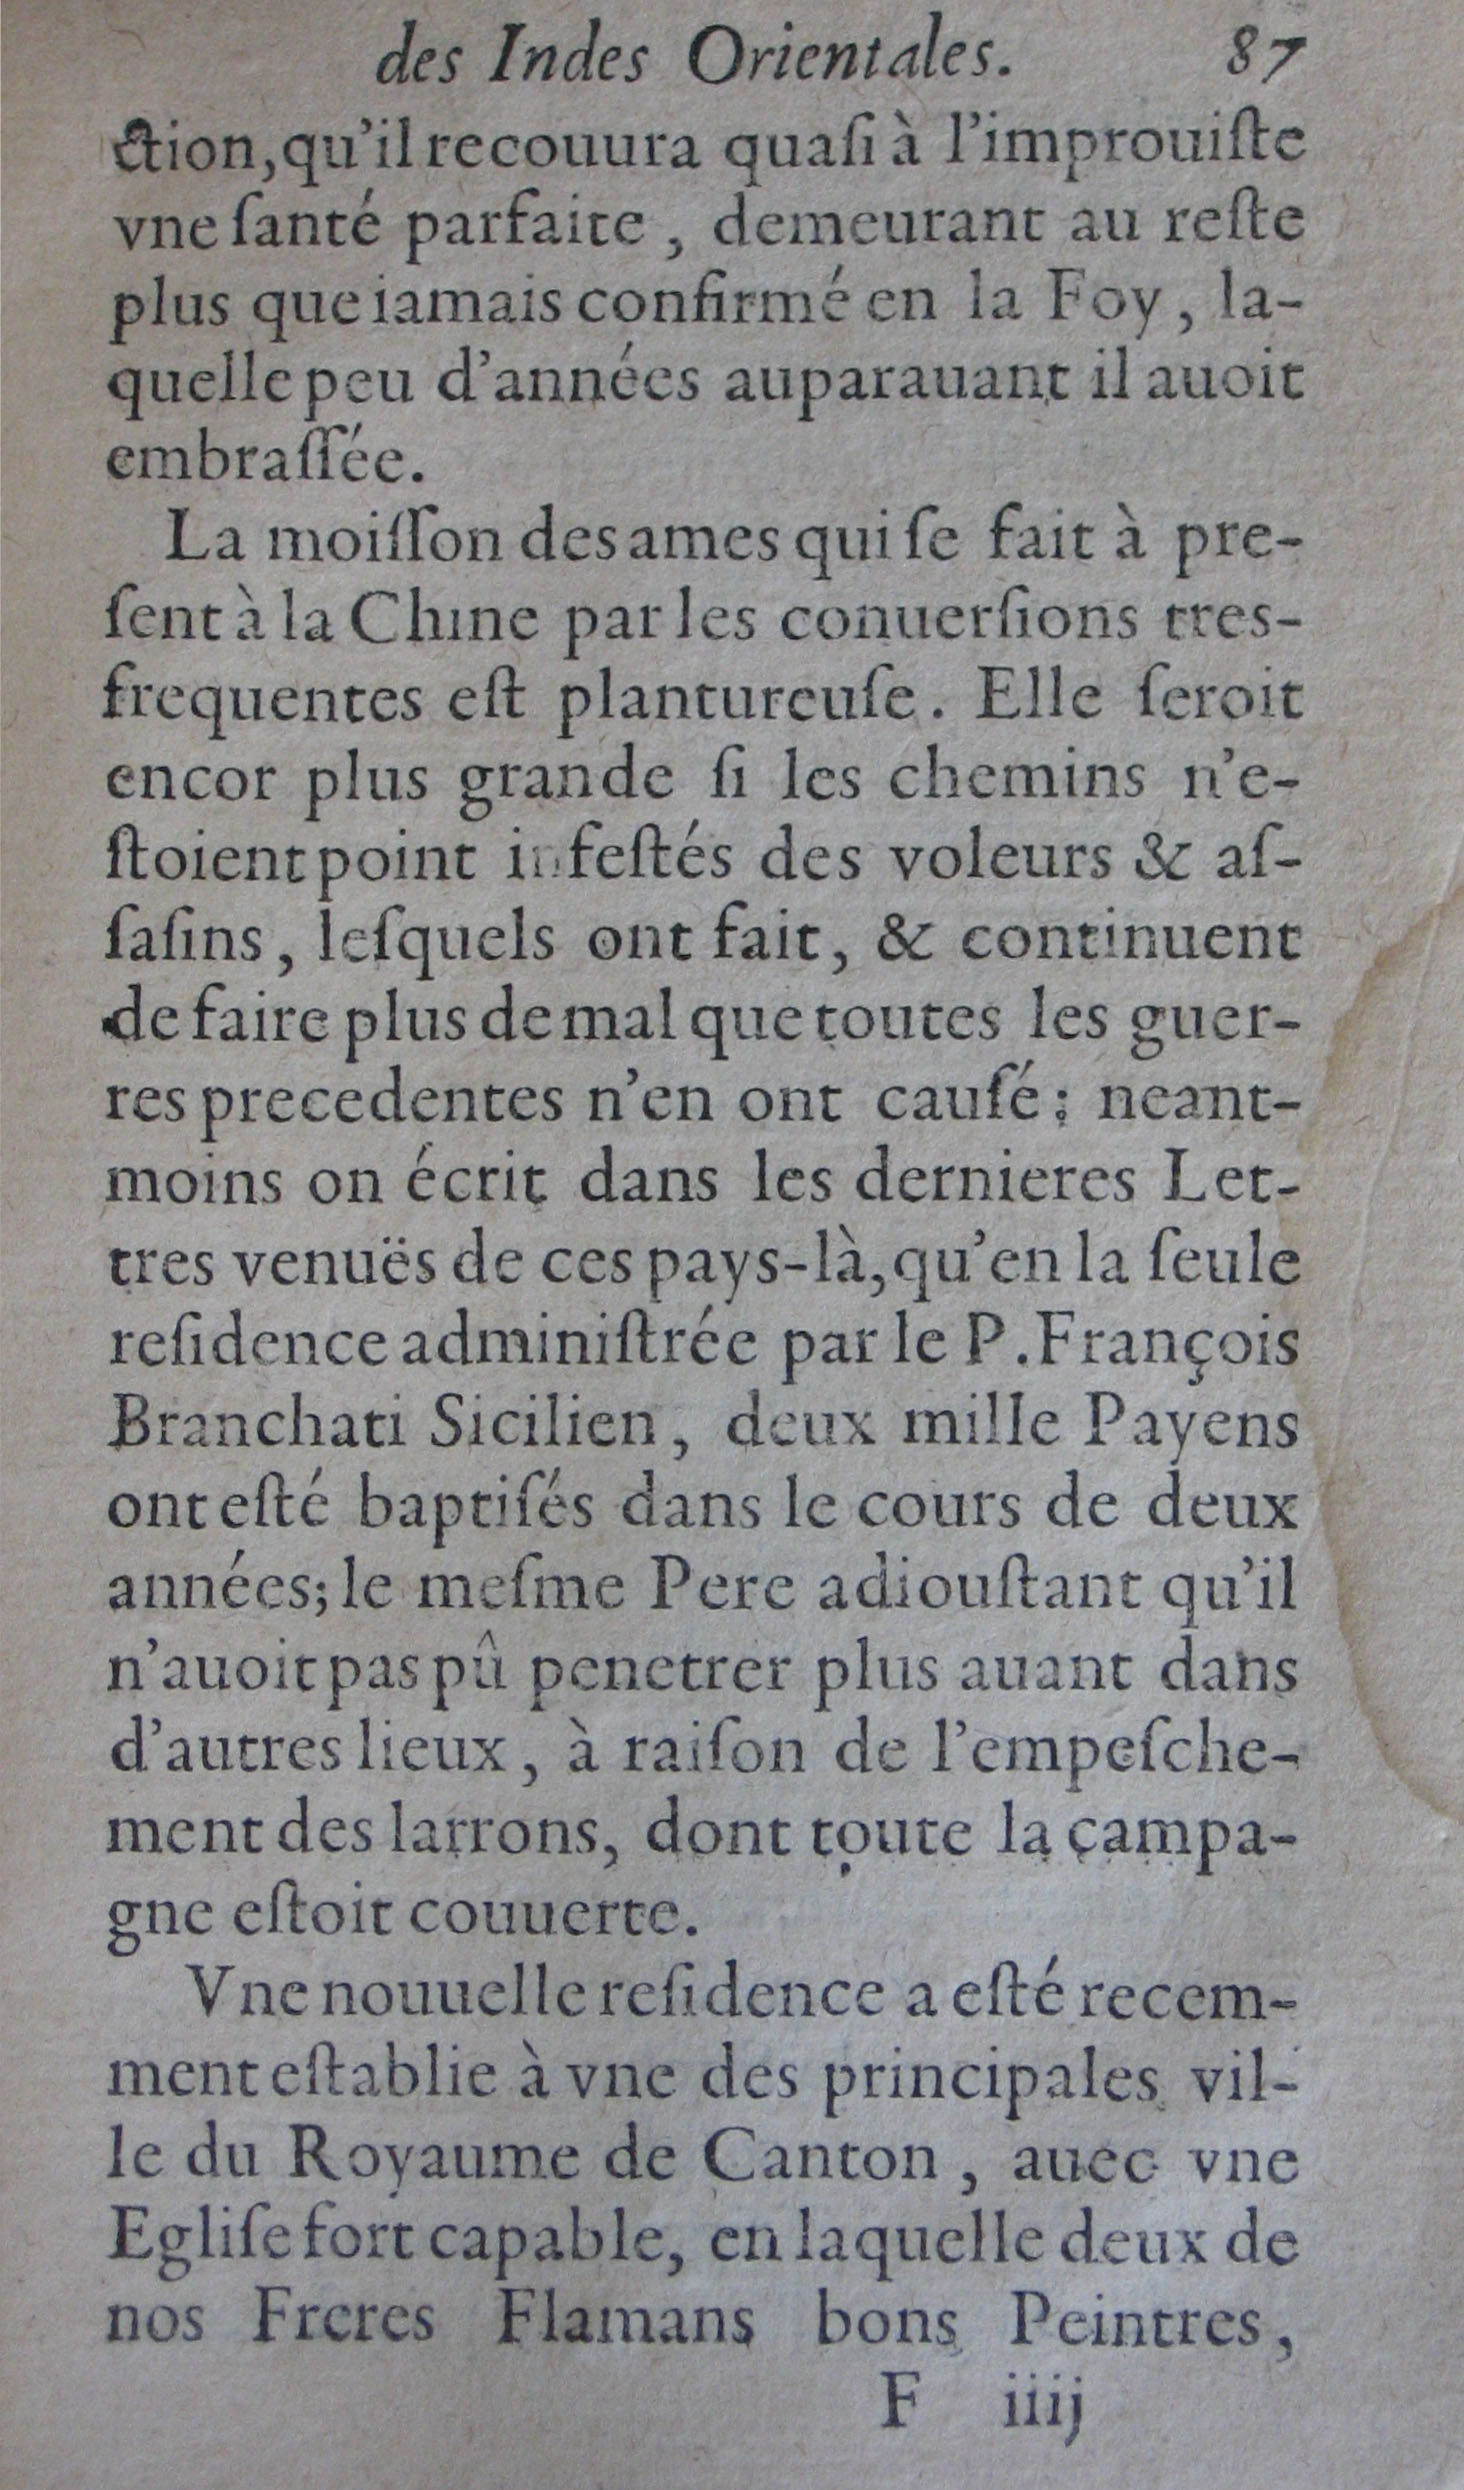 des Indes Orientales. 87
ction, qu'il recouura quaſi à l'improuiſte
vne ſanté parfaite, demeurant au reſte
plus que iamais confirmé en la Foy, la-
quelle peu d'années auparauant il auoit
embraſſée.
La moiſſon des ames qui ſe fait à pre-
ſent à la Chine par les conuerſions tres-
frequentes eſt plantureuſe. Elle ſeroit
encor plus grande ſi les chemins n'e-
ſtoient point infeſtés des voleurs & aſ-
ſaſins, leſquels ont fait, & continuent
de faire plus de mal que toutes les guer-
res precedentes n'en ont cauſé: neant-
moins on écrit dans les dernieres Let-
tres venuës de ces pays-là, qu'en la ſeule
reſidence adminiſtrée par le P. François
Branchati Sicilien, deux mille Payens
ont eſté baptiſés dans le cours de deux
années; le meſme Pere adiouſtant qu'il
n'auoit pas pû penetrer plus auant dans
d'autres lieux, à raiſon de l'empeſche-
ment des larrons, dont toute la campa-
gne eſtoit couuerte.
Vne nouuelle reſidence a eſté recem-
ment eſtablie à vne des principales vil-
le du Royaume de Canton, auec vne
Egliſe fort capable, en laquelle deux de
nos Freres Flamans bons Peintres,
F iiij